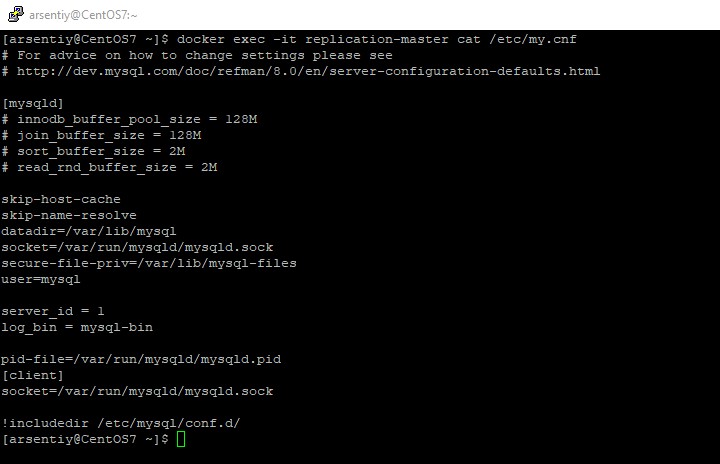 arsentiy@CentOS7:~
[arsentiy@CentOS7 ~]$ docker exec -it replication-master cat /etc/my.cnf
# For advice on how to change settings please see
# http://dev.mysql.com/doc/refman/8.0/en/server-configuration-defaults.html
[mysqld]
# innodb_buffer_pool_size = 128M
# join_buffer_size = 128M
# sort_buffer_size = 2M
# read_rnd_buffer_size = 2M
skip-host-cache
skip-name-resolve
datadir=/var/lib/mysql
socket=/var/run/mysqld/mysqld.sock
secure-file-priv=/var/lib/mysql-files
user=mysql
server_id = 1
log_bin = mysql-bin
pid-file=/var/run/mysqld/mysqld.pid
[client]
socket=/var/run/mysqld/mysqld.sock
!includedir /etc/mysql/conf.d/
[arsentiy@CentOS7 ~]$